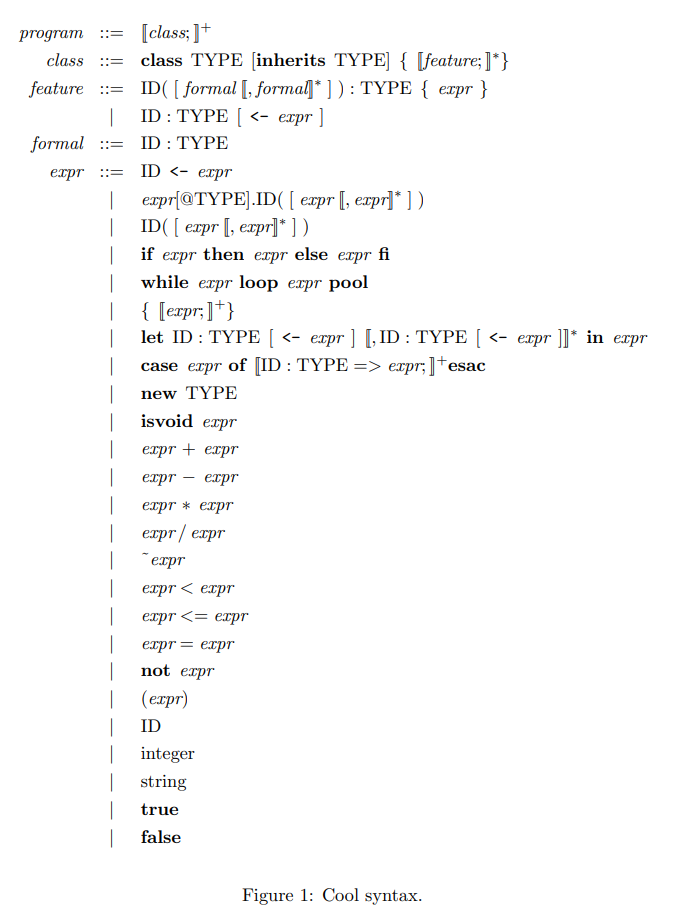 program ::= ⟦class;⟧⁺
class ::= class TYPE [inherits TYPE] { ⟦feature;⟧*}
feature ::= ID( [ formal ⟦, formal⟧* ] ) : TYPE { expr }
| ID : TYPE [ <- expr ]
formal ::= ID : TYPE
expr ::= ID <- expr
| expr[@TYPE].ID( [ expr ⟦, expr⟧* ] )
| ID( [ expr ⟦, expr⟧* ] )
| if expr then expr else expr fi
| while expr loop expr pool
| { ⟦expr;⟧⁺}
| let ID : TYPE [ <- expr ] ⟦, ID : TYPE [ <- expr ]⟧* in expr
| case expr of ⟦ID : TYPE => expr;⟧⁺esac
| new TYPE
| isvoid expr
| expr + expr
| expr − expr
| expr ∗ expr
| expr / expr
| ˜expr
| expr < expr
| expr <= expr
| expr = expr
| not expr
| (expr)
| ID
| integer
| string
| true
| false
Figure 1: Cool syntax.